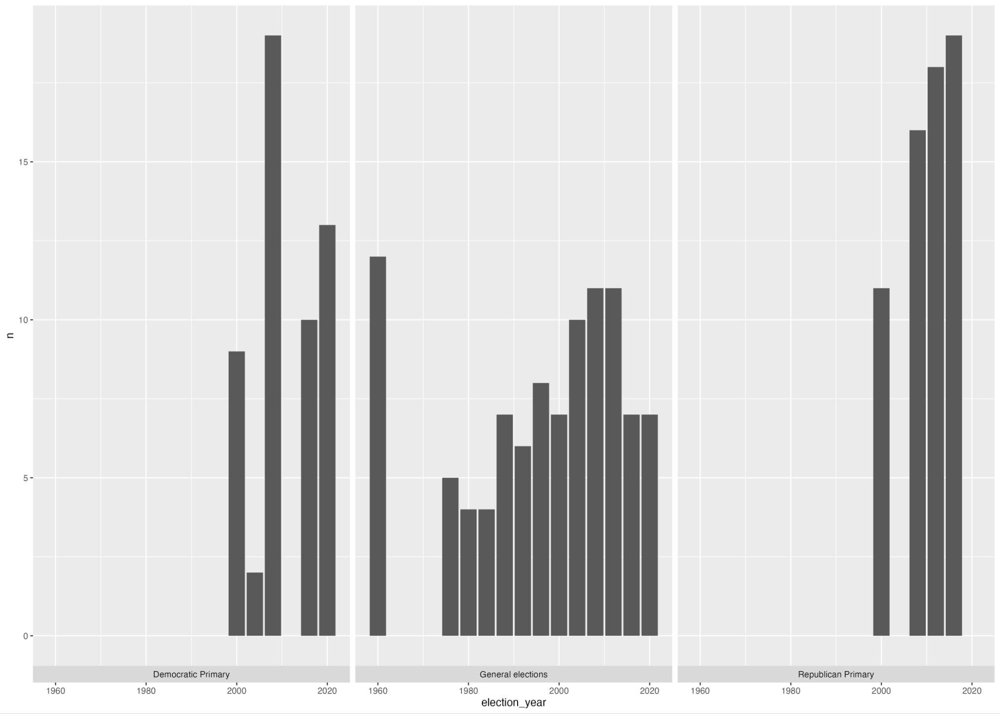 n
15
10
5
0
Democratic Primary General elections Republican Primary
1960 1980 2000 2020 1960 1980 2000 2020 1960 1980 2000 2020
election_year